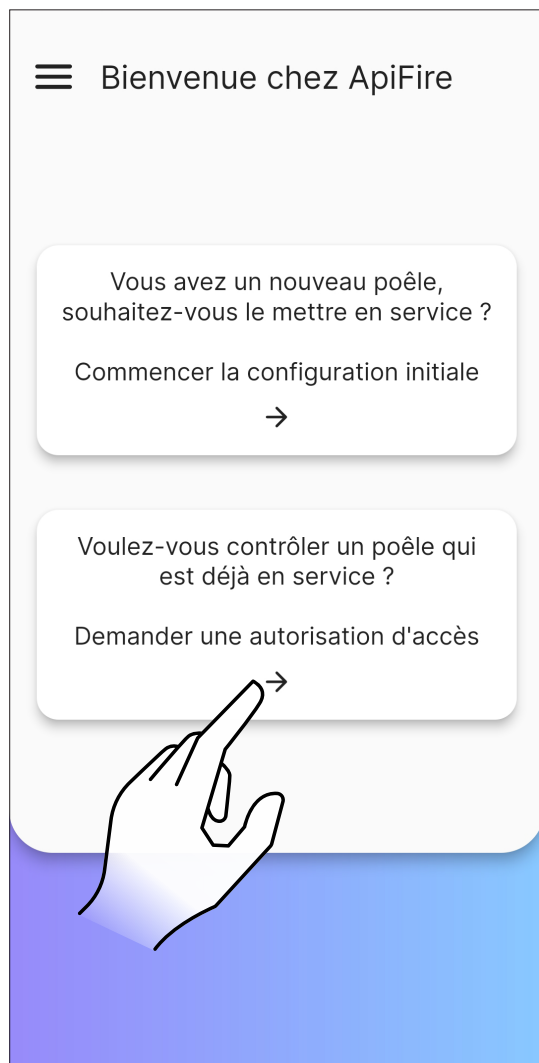 Bienvenue chez ApiFire
Vous avez un nouveau poêle,
souhaitez-vous le mettre en service ?
Commencer la configuration initiale
Voulez-vous contrôler un poêle qui
est déjà en service ?
Demander une autorisation d'accès